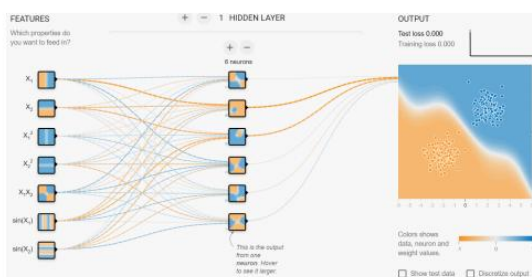 FEATURES
Which properties do
you want to feed in?
+ − 1 HIDDEN LAYER
+ −
6 neurons
X₁
X₂
X₁²
X₂²
X₁X₂
sin(X₁)
sin(X₂)
This is the output
from one
neuron. Hover
to see it larger.
OUTPUT
Test loss 0.000
Training loss 0.000
Colors shows
data, neuron and
weight values.
Show test data
Discretize output